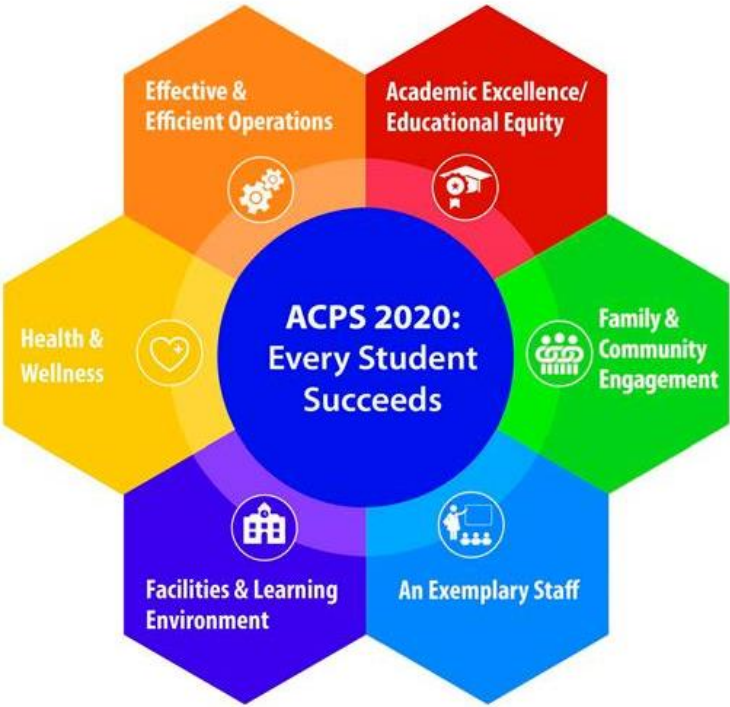 Effective &
Efficient Operations
Academic Excellence/
Educational Equity
Health &
Wellness
ACPS 2020:
Every Student
Succeeds
Family &
Community
Engagement
Facilities & Learning
Environment
An Exemplary Staff